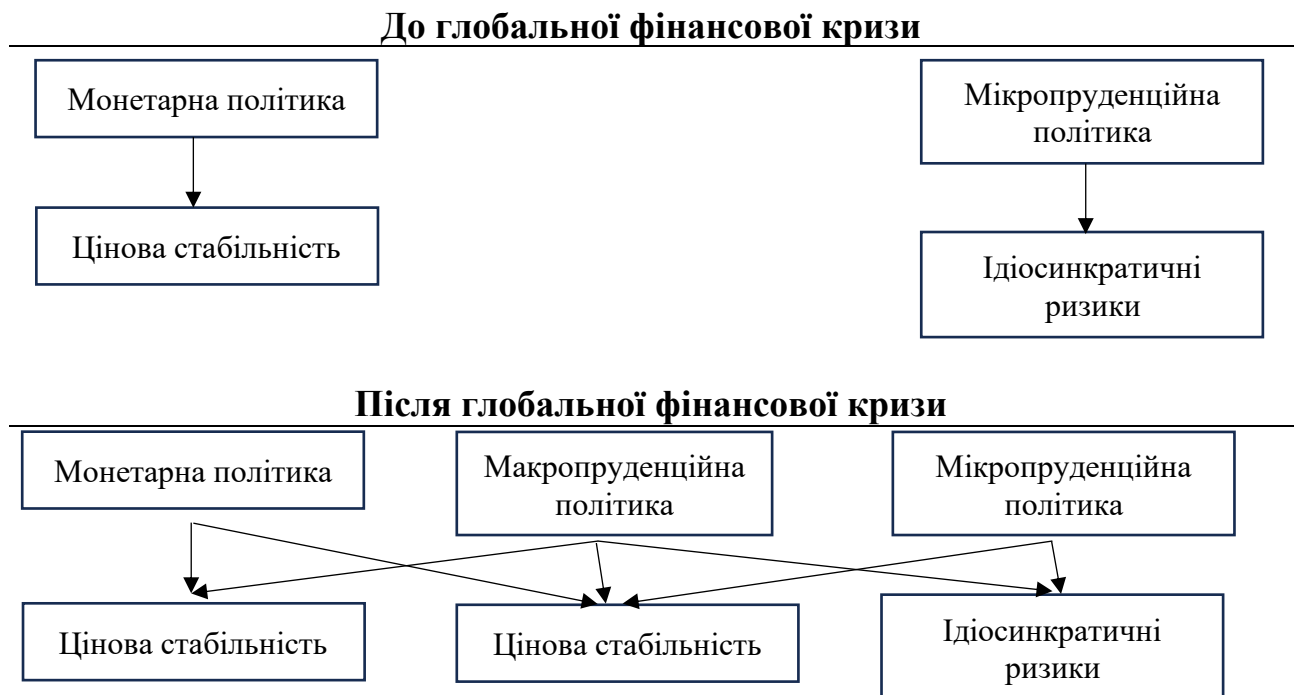 До глобальної фінансової кризи
Монетарна політика
Мікропруденційна
політика
Цінова стабільність
Ідіосинкратичні
ризики
Після глобальної фінансової кризи
Монетарна політика
Макропруденційна
політика
Мікропруденційна
політика
Цінова стабільність
Цінова стабільність
Ідіосинкратичні
ризики